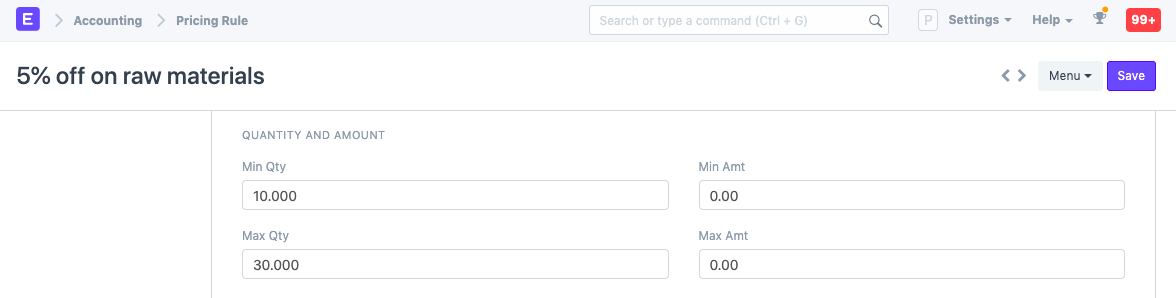 E Accounting Pricing Rule Search or type a command (Ctrl + G) P Settings Help 99+
5% off on raw materials Menu Save
QUANTITY AND AMOUNT
Min Qty Min Amt
10.000 0.00
Max Qty Max Amt
30.000 0.00